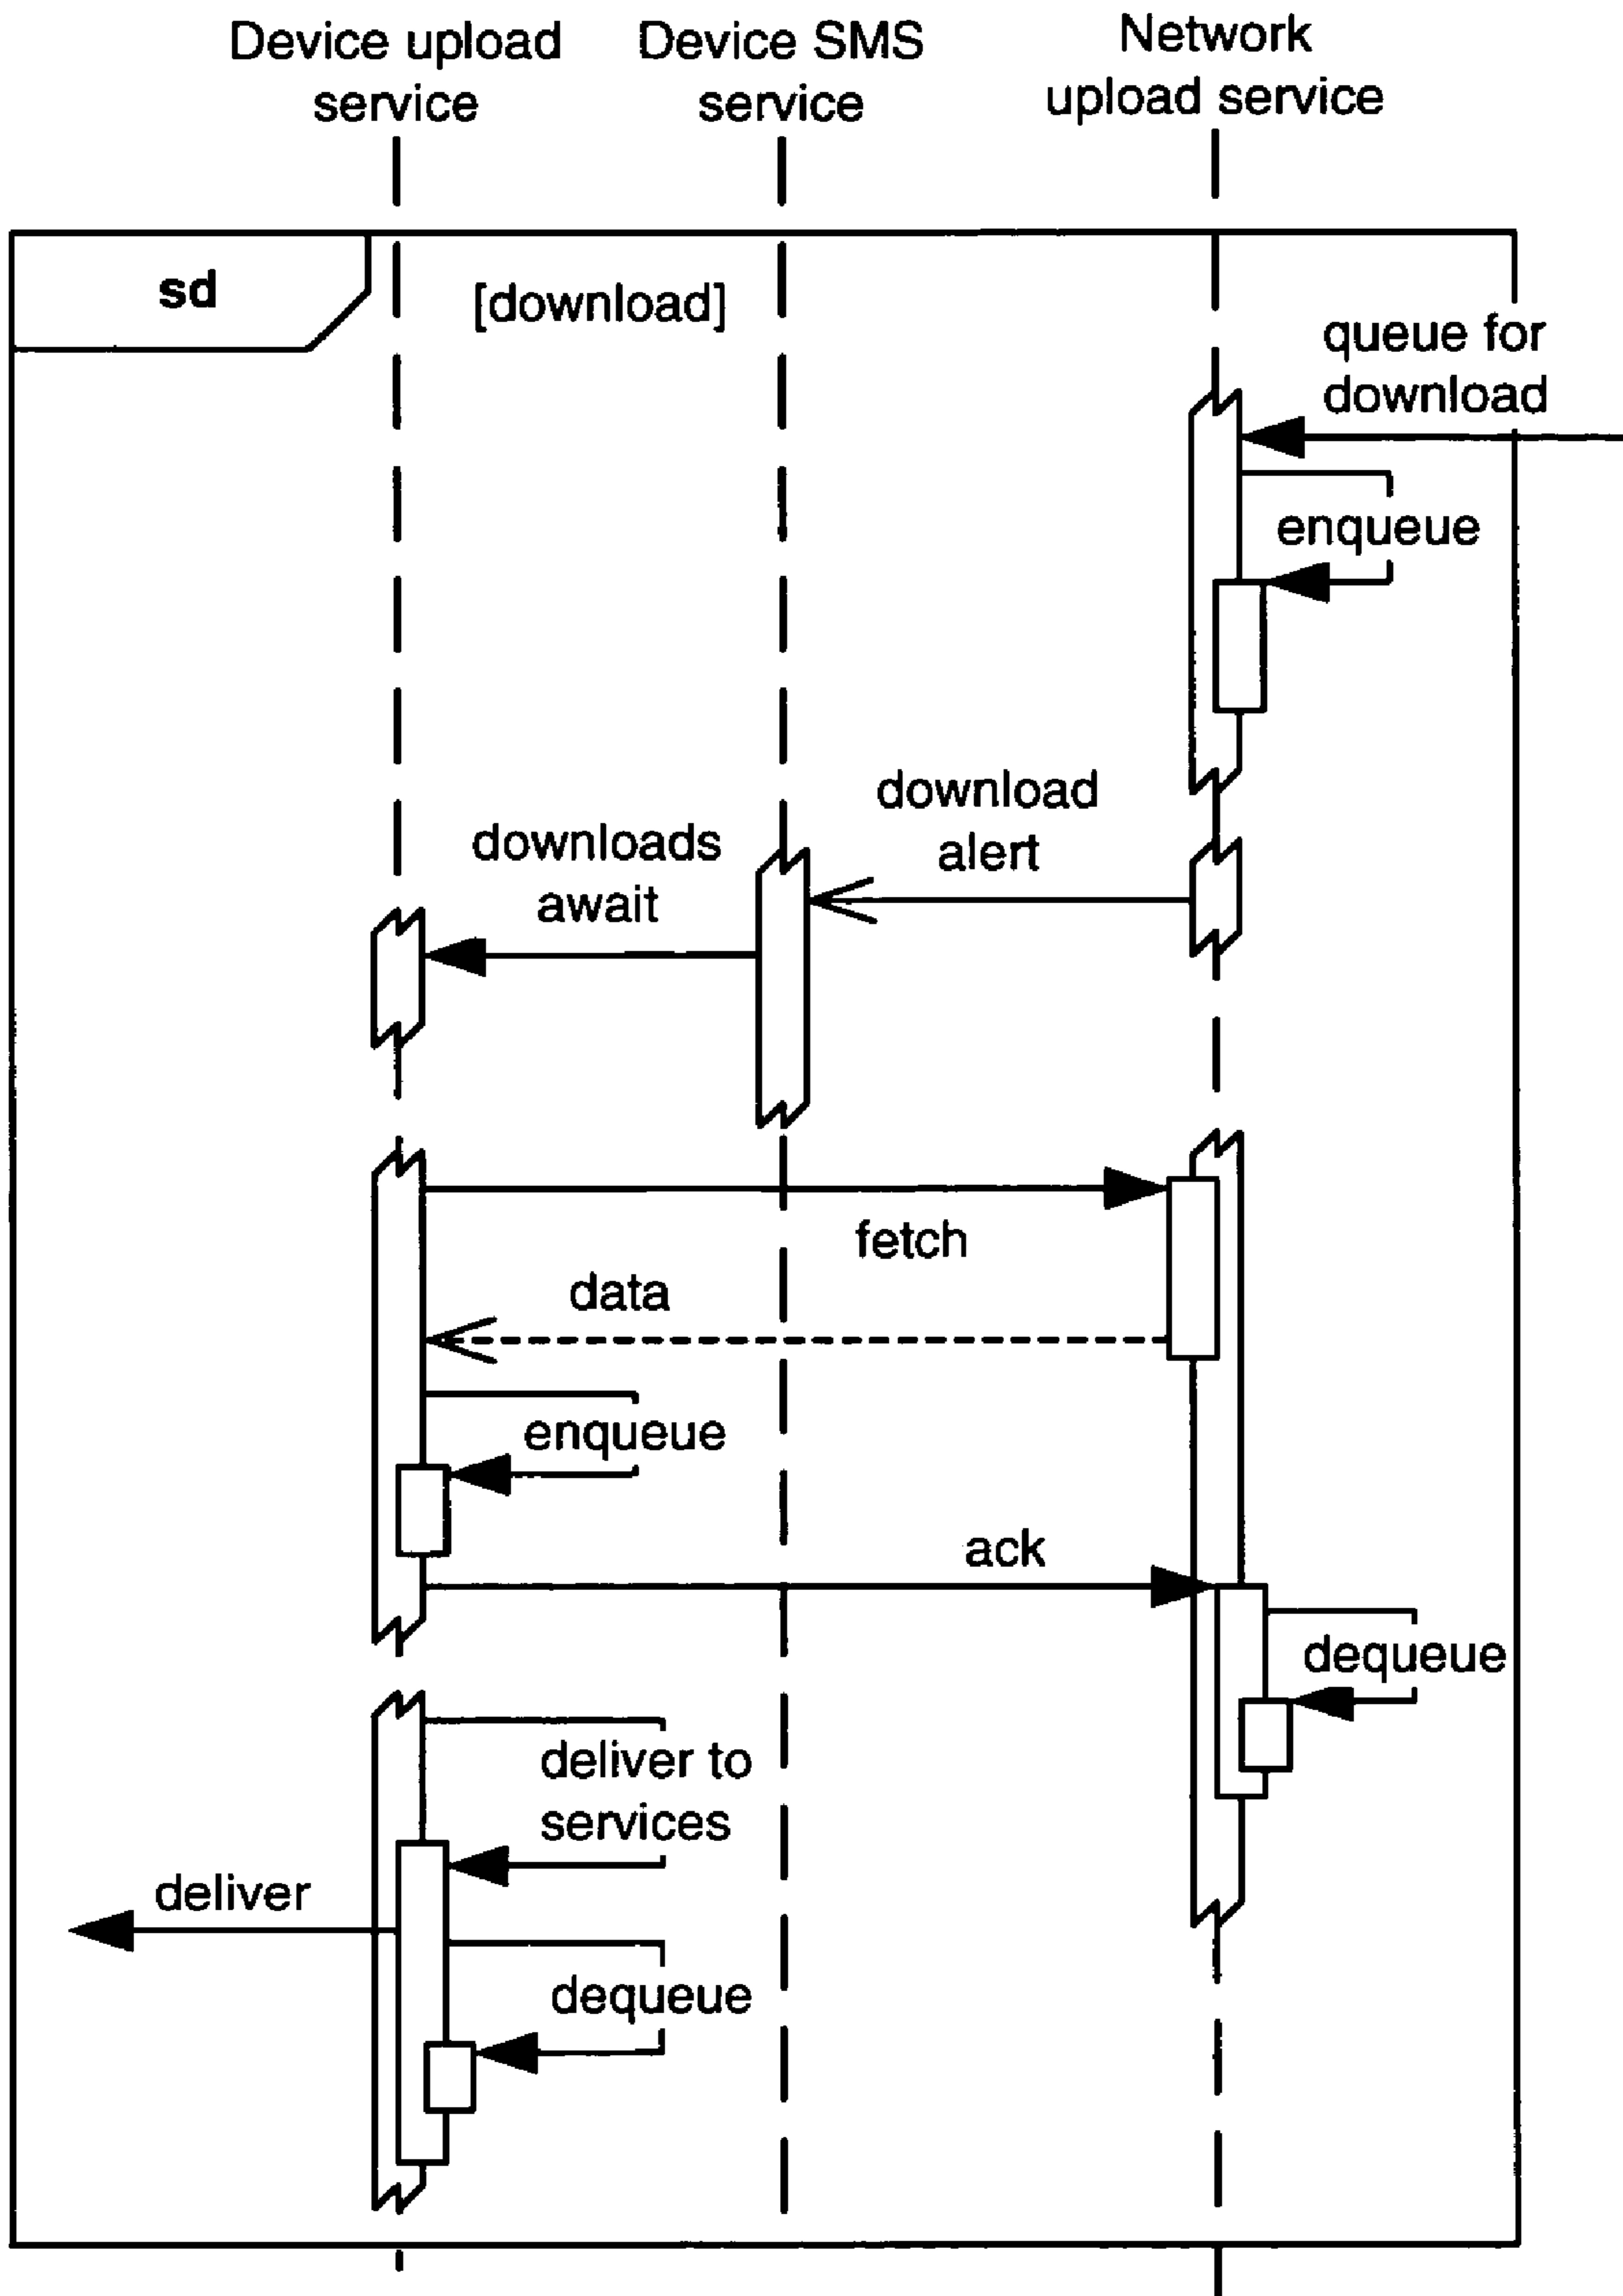 Device upload
service
Device SMS
service
Network
upload service
sd
[download]
queue for
download
enqueue
download
alert
downloads
await
fetch
data
enqueue
ack
dequeue
deliver to
services
deliver
dequeue